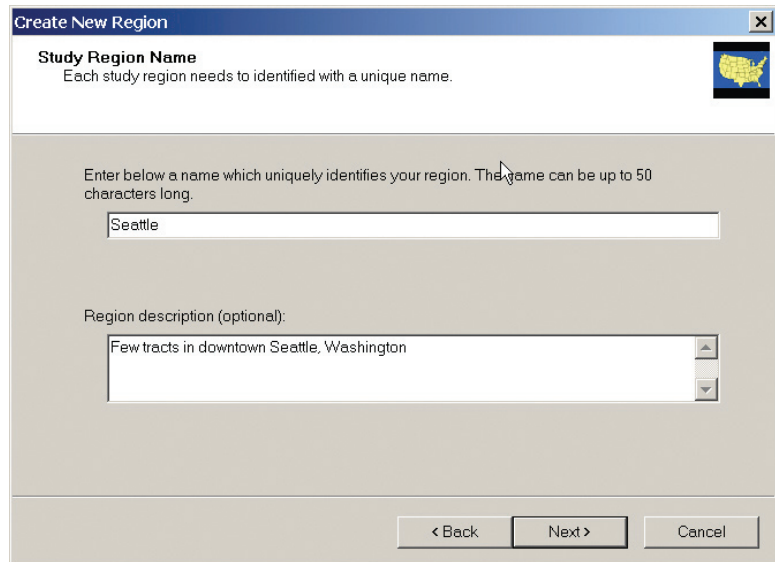 Create New Region
Study Region Name
Each study region needs to identified with a unique name.
Enter below a name which uniquely identifies your region. The name can be up to 50
characters long.
Seattle
Region description (optional):
Few tracts in downtown Seattle, Washington
< Back Next > Cancel